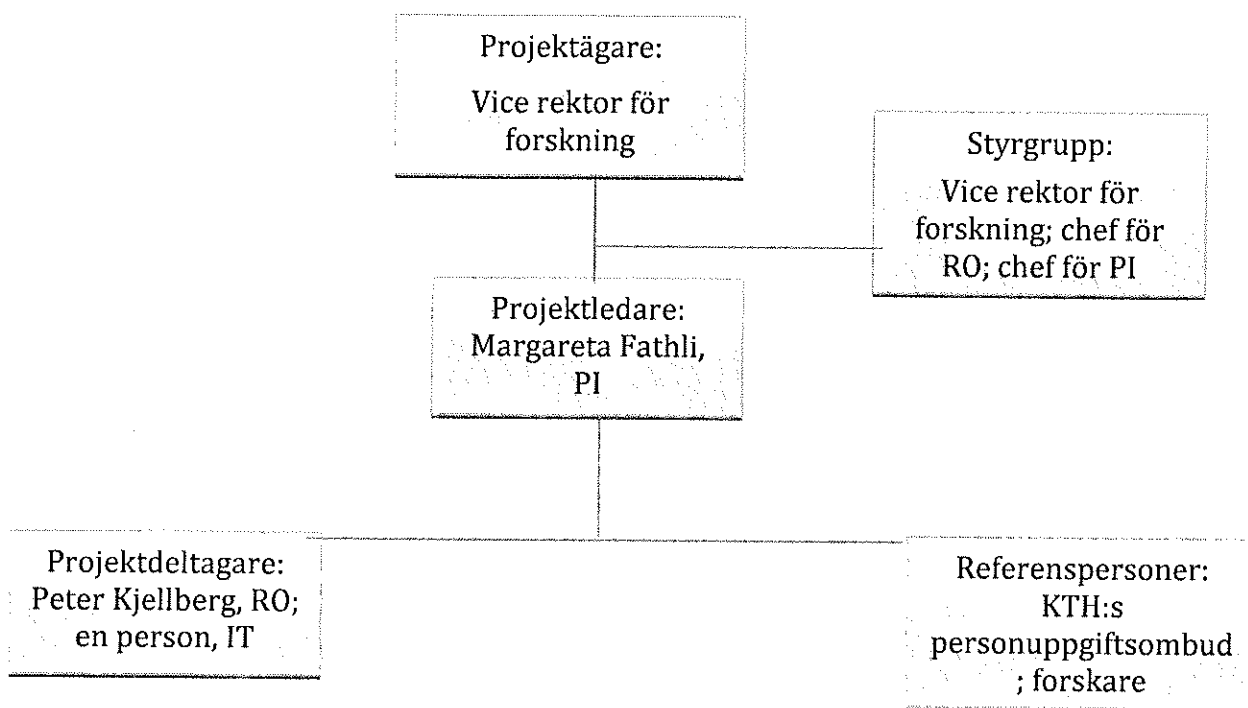 Projektägare:
Vice rektor för
forskning
Styrgrupp:
Vice rektor för
forskning; chef för
RO; chef för PI
Projektledare:
Margareta Fathli,
PI
Projektdeltagare:
Peter Kjellberg, RO;
en person, IT
Referenspersoner:
KTH:s
personuppgiftsombud
; forskare